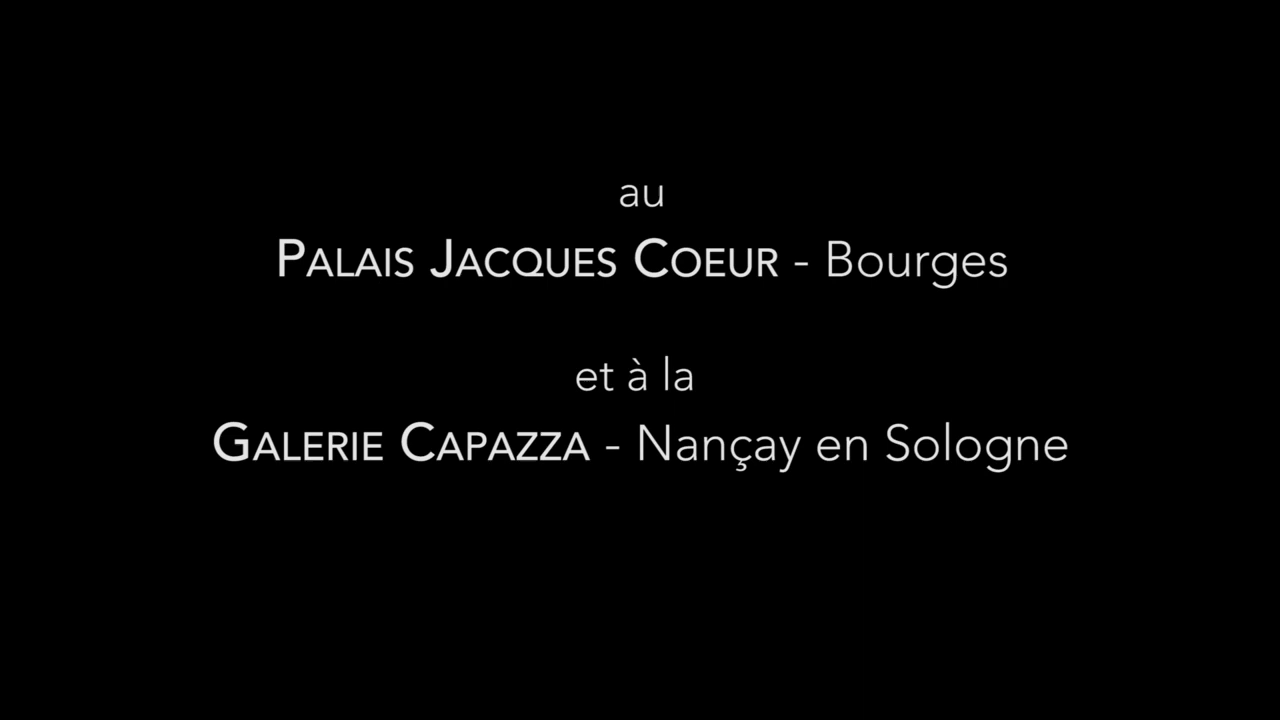 au
PALAIS JACQUES COEUR - Bourges
et à la
GALERIE CAPAZZA - Nançay en Sologne